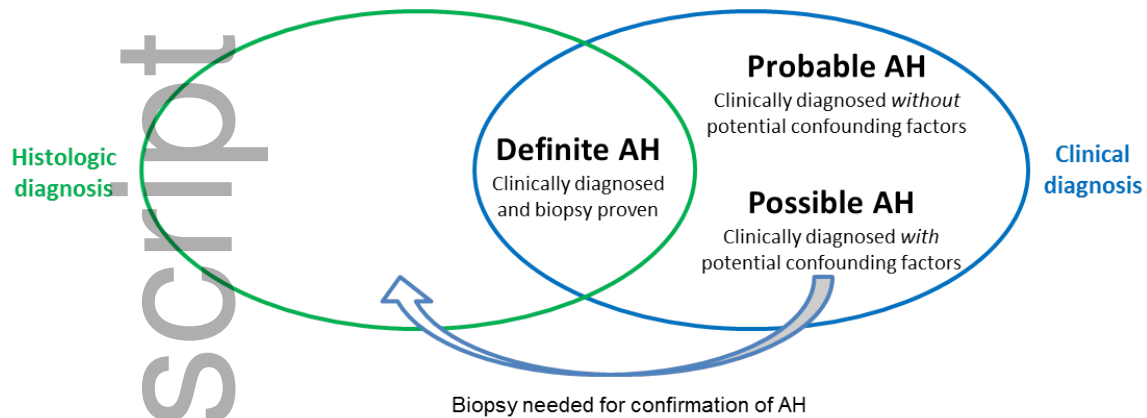 script
Histologic
diagnosis
Definite AH
Clinically diagnosed
and biopsy proven
Probable AH
Clinically diagnosed without
potential confounding factors
Possible AH
Clinically diagnosed with
potential confounding factors
Clinical
diagnosis
Biopsy needed for confirmation of AH